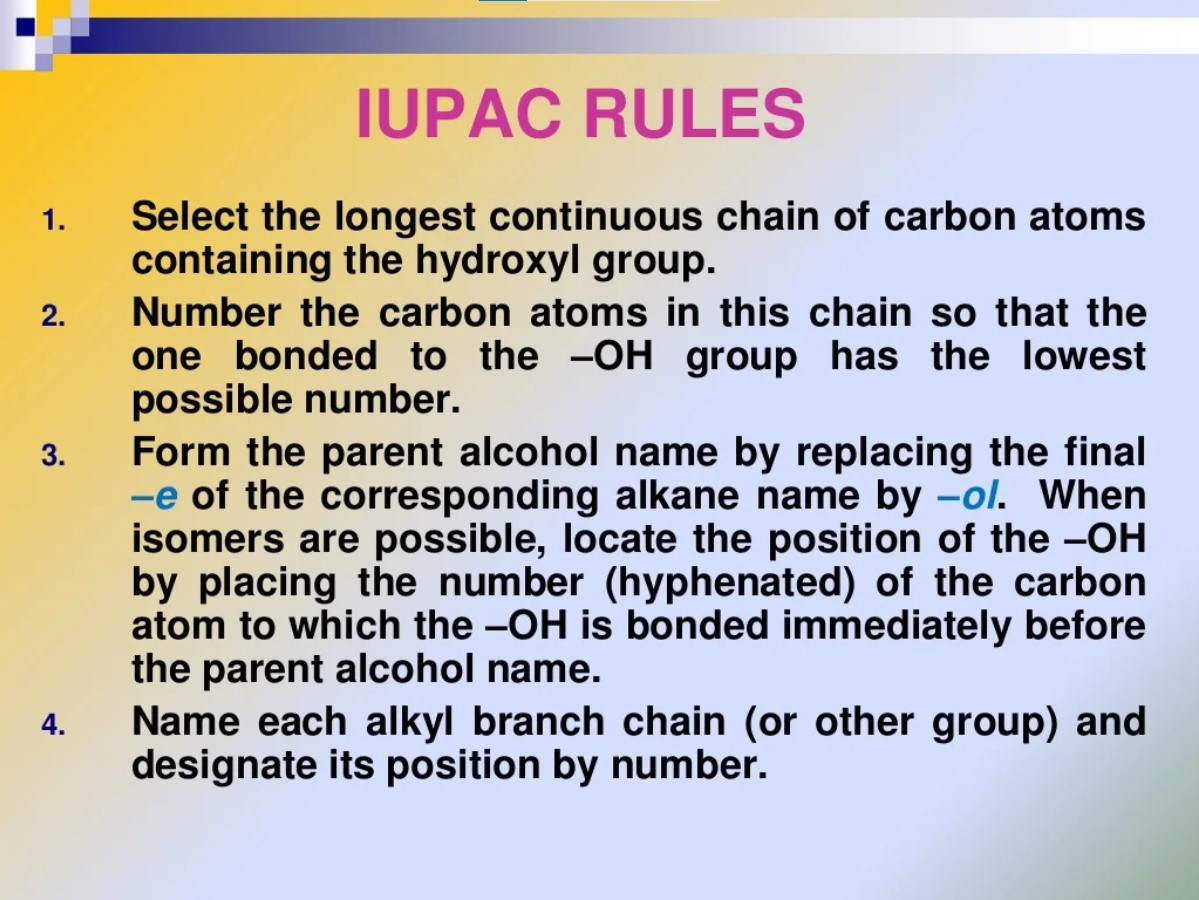 IUPAC RULES
1. Select the longest continuous chain of carbon atoms
containing the hydroxyl group.
2. Number the carbon atoms in this chain so that the
one bonded to the –OH group has the lowest
possible number.
3. Form the parent alcohol name by replacing the final
–e of the corresponding alkane name by –ol. When
isomers are possible, locate the position of the –OH
by placing the number (hyphenated) of the carbon
atom to which the –OH is bonded immediately before
the parent alcohol name.
4. Name each alkyl branch chain (or other group) and
designate its position by number.